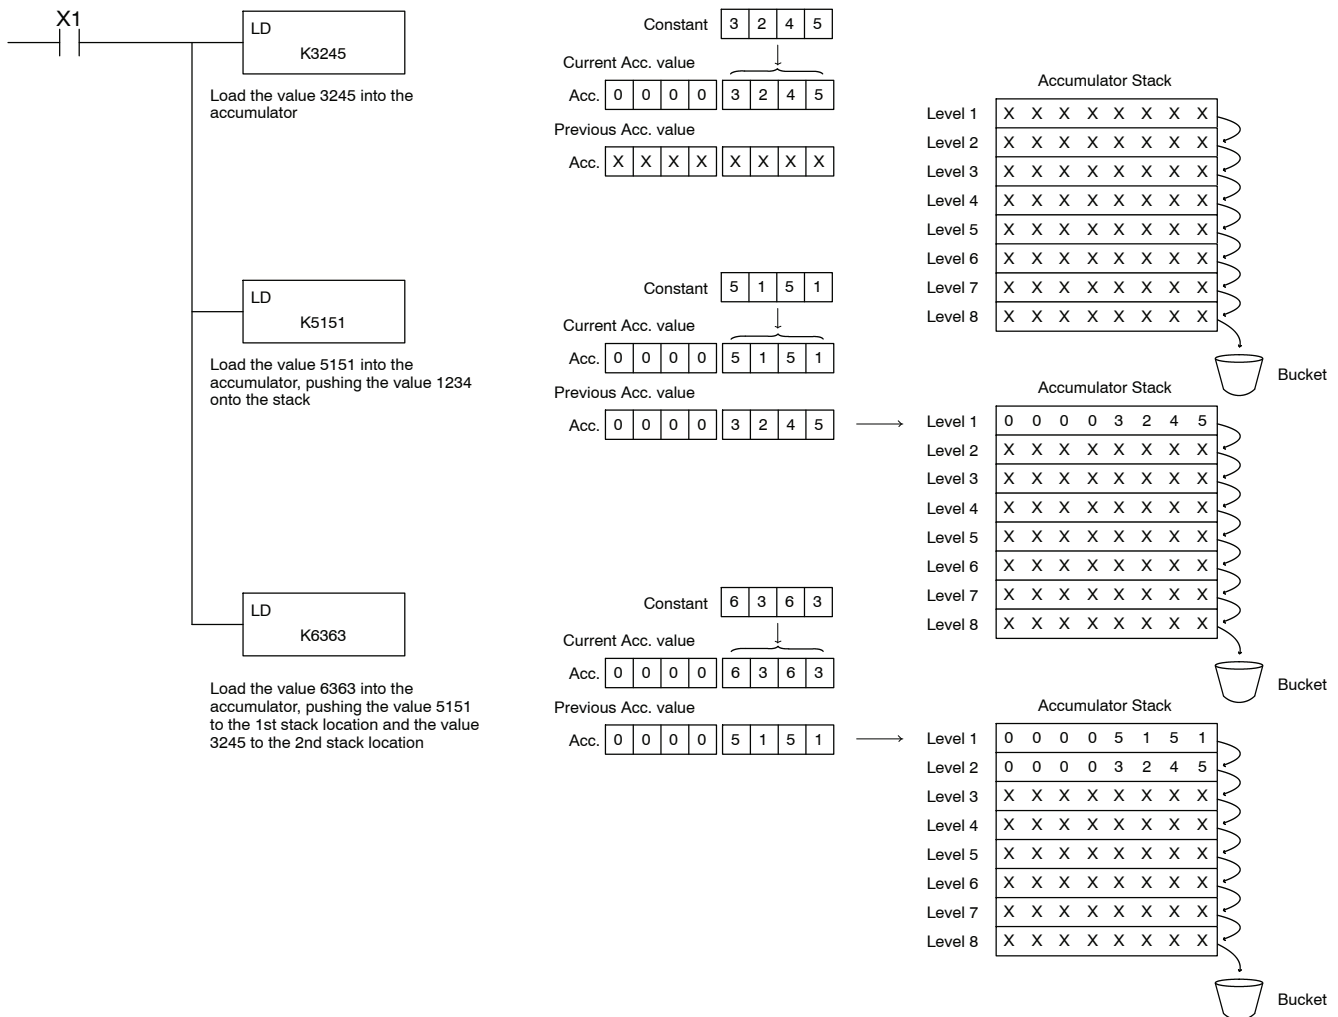 X1
LD
K3245
Load the value 3245 into the
accumulator
Constant 3 2 4 5
Current Acc. value
Acc. 0 0 0 0 3 2 4 5
Previous Acc. value
Acc. X X X X X X X X
Accumulator Stack
Level 1 X X X X X X X X
Level 2 X X X X X X X X
Level 3 X X X X X X X X
Level 4 X X X X X X X X
Level 5 X X X X X X X X
Level 6 X X X X X X X X
Level 7 X X X X X X X X
Level 8 X X X X X X X X
Bucket
LD
K5151
Load the value 5151 into the
accumulator, pushing the value 1234
onto the stack
Constant 5 1 5 1
Current Acc. value
Acc. 0 0 0 0 5 1 5 1
Previous Acc. value
Acc. 0 0 0 0 3 2 4 5
Accumulator Stack
Level 1 0 0 0 0 3 2 4 5
Level 2 X X X X X X X X
Level 3 X X X X X X X X
Level 4 X X X X X X X X
Level 5 X X X X X X X X
Level 6 X X X X X X X X
Level 7 X X X X X X X X
Level 8 X X X X X X X X
Bucket
LD
K6363
Load the value 6363 into the
accumulator, pushing the value 5151
to the 1st stack location and the value
3245 to the 2nd stack location
Constant 6 3 6 3
Current Acc. value
Acc. 0 0 0 0 6 3 6 3
Previous Acc. value
Acc. 0 0 0 0 5 1 5 1
Accumulator Stack
Level 1 0 0 0 0 5 1 5 1
Level 2 0 0 0 0 3 2 4 5
Level 3 X X X X X X X X
Level 4 X X X X X X X X
Level 5 X X X X X X X X
Level 6 X X X X X X X X
Level 7 X X X X X X X X
Level 8 X X X X X X X X
Bucket